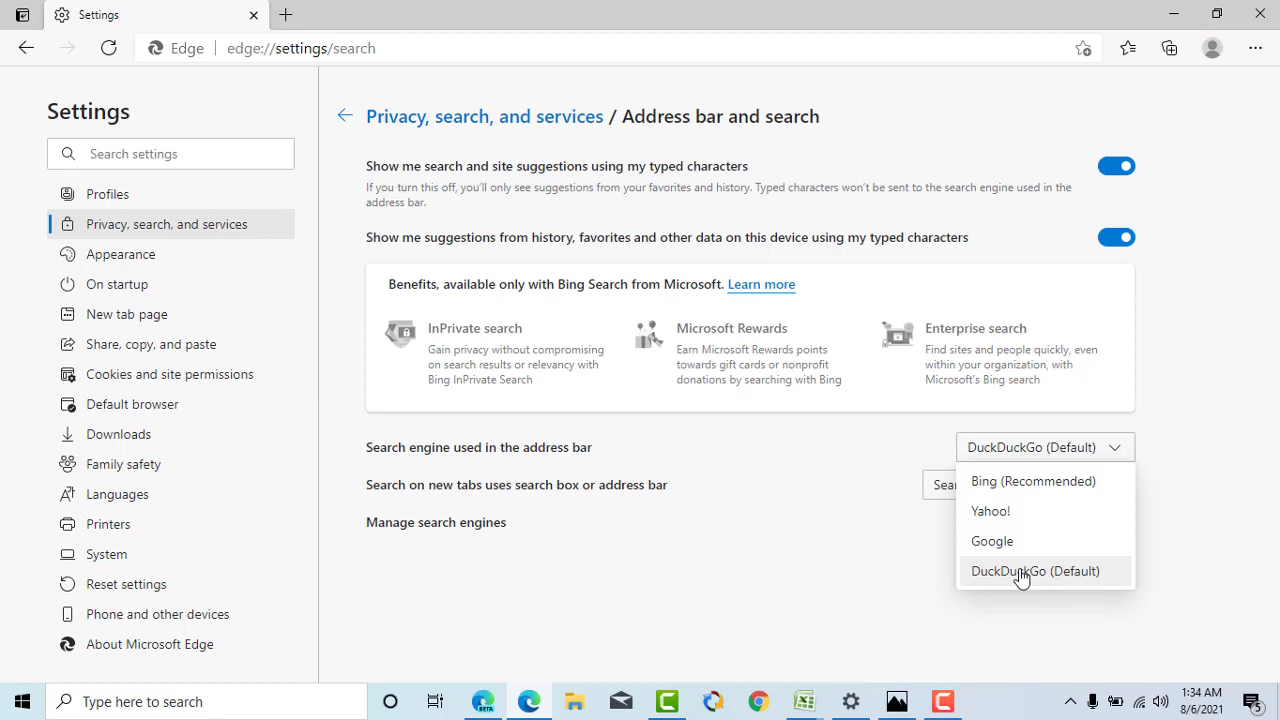 Settings
Edge
edge://settings/search
Settings
Search settings
Profiles
Privacy, search, and services
Appearance
On startup
New tab page
Share, copy, and paste
Cookies and site permissions
Default browser
Downloads
Family safety
Languages
Printers
System
Reset settings
Phone and other devices
About Microsoft Edge
Privacy, search, and services / Address bar and search
Show me search and site suggestions using my typed characters
If you turn this off, you'll only see suggestions from your favorites and history. Typed characters won't be sent to the search engine used in the
address bar.
Show me suggestions from history, favorites and other data on this device using my typed characters
Benefits, available only with Bing Search from Microsoft. Learn more
InPrivate search
Gain privacy without compromising
on search results or relevancy with
Bing InPrivate Search
Microsoft Rewards
Earn Microsoft Rewards points
towards gift cards or nonprofit
donations by searching with Bing
Enterprise search
Find sites and people quickly, even
within your organization, with
Microsoft's Bing search
Search engine used in the address bar
DuckDuckGo (Default)
Search on new tabs uses search box or address bar
Sear
Manage search engines
Bing (Recommended)
Yahoo!
Google
DuckDuckGo (Default)
Type here to search
BETA
1:34 AM
8/6/2021
5